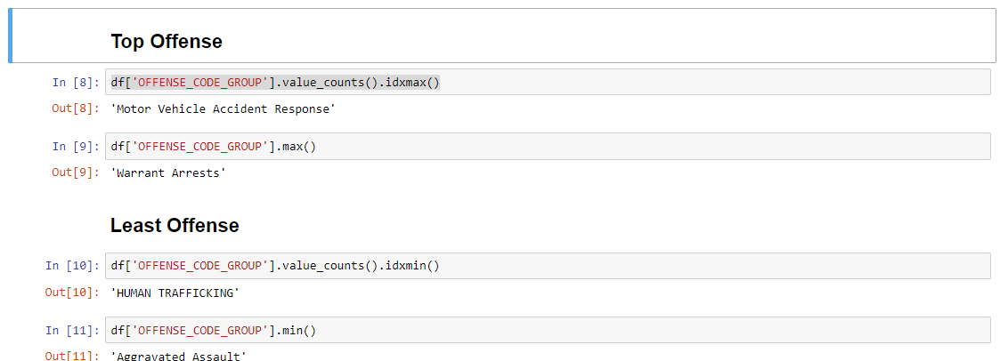 Top Offense
In [8]: df['OFFENSE_CODE_GROUP'].value_counts().idxmax()
Out[8]: 'Motor Vehicle Accident Response'
In [9]: df['OFFENSE_CODE_GROUP'].max()
Out[9]: 'Warrant Arrests'
Least Offense
In [10]: df['OFFENSE_CODE_GROUP'].value_counts().idxmin()
Out[10]: 'HUMAN TRAFFICKING'
In [11]: df['OFFENSE_CODE_GROUP'].min()
Out[11]: 'Aggravated Assault'